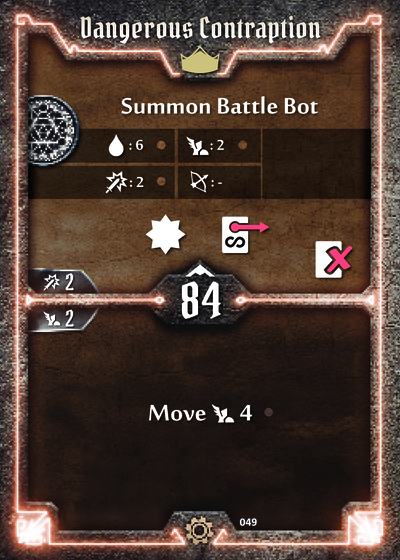 Dangerous Contraption
Summon Battle Bot
: 6 : 2
: 2 : -
2
84
2
Move 4
049